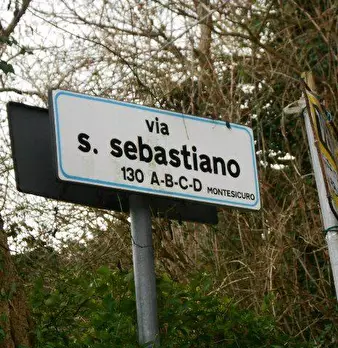 via
s. sebastiano
130 A-B-C-D MONTESICURO